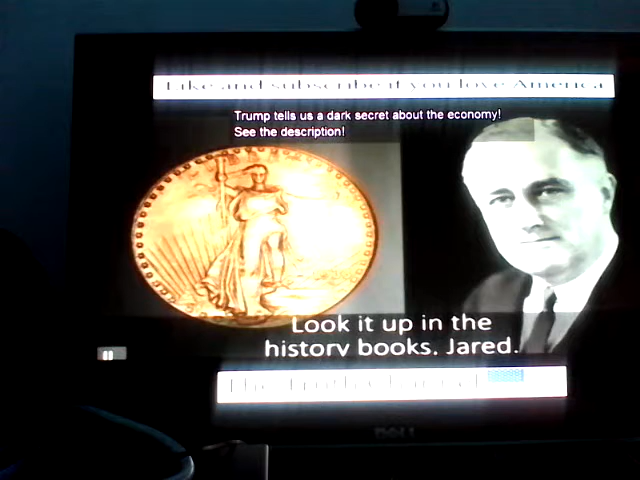 Like and subscribe if you love America
Trump tells us a dark secret about the economy!
See the description!
Look it up in the
history books, Jared.
DELL